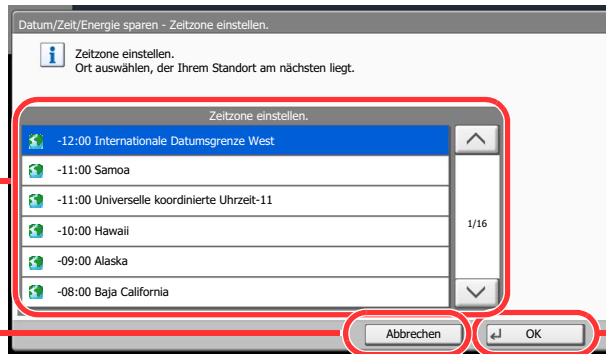 Datum/Zeit/Energie sparen - Zeitzone einstellen.
Zeitzone einstellen.
Ort auswählen, der Ihrem Standort am nächsten liegt.
Zeitzone einstellen.
-12:00 Internationale Datumsgrenze West
-11:00 Samoa
-11:00 Universelle koordinierte Uhrzeit-11
-10:00 Hawaii
-09:00 Alaska
-08:00 Baja California
1/16
Abbrechen
OK